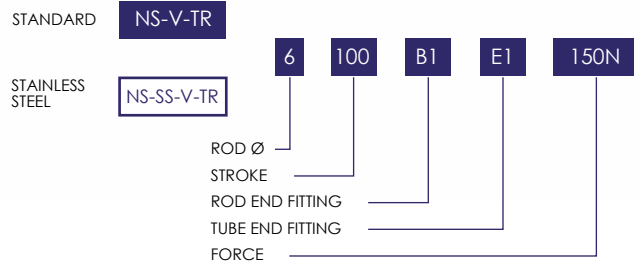 STANDARD NS-V-TR
6 100 B1 E1 150N
STAINLESS
STEEL
NS-SS-V-TR
ROD Ø
STROKE
ROD END FITTING
TUBE END FITTING
FORCE